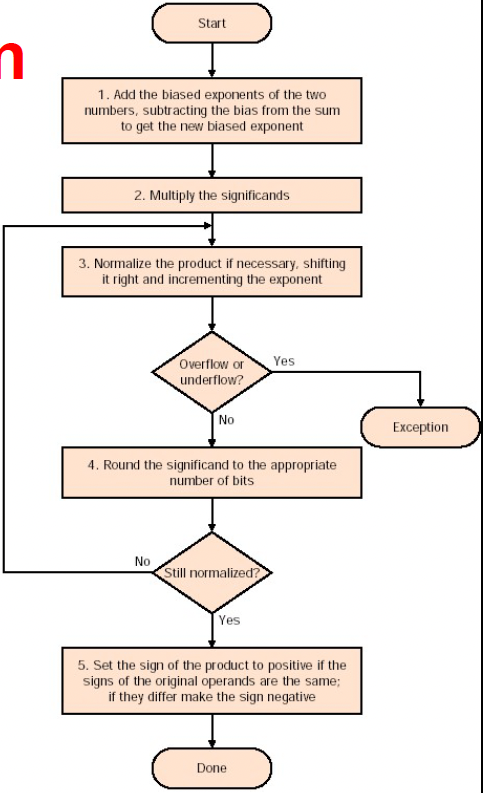 n
Start
1. Add the biased exponents of the two
numbers, subtracting the bias from the sum
to get the new biased exponent
2. Multiply the significands
3. Normalize the product if necessary, shifting
it right and incrementing the exponent
Overflow or
underflow?
Yes
No
Exception
4. Round the significand to the appropriate
number of bits
No
Still normalized?
Yes
5. Set the sign of the product to positive if the
signs of the original operands are the same;
if they differ make the sign negative
Done